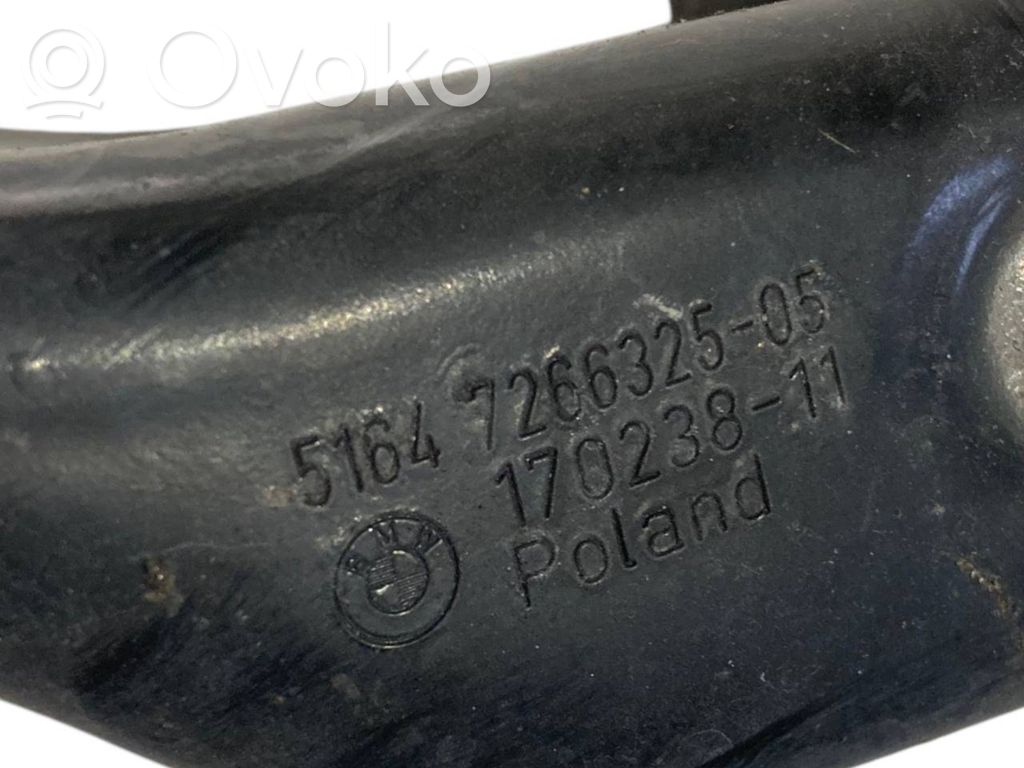 Ovoko
5164 7266325-05
170238-11
BMW
Poland